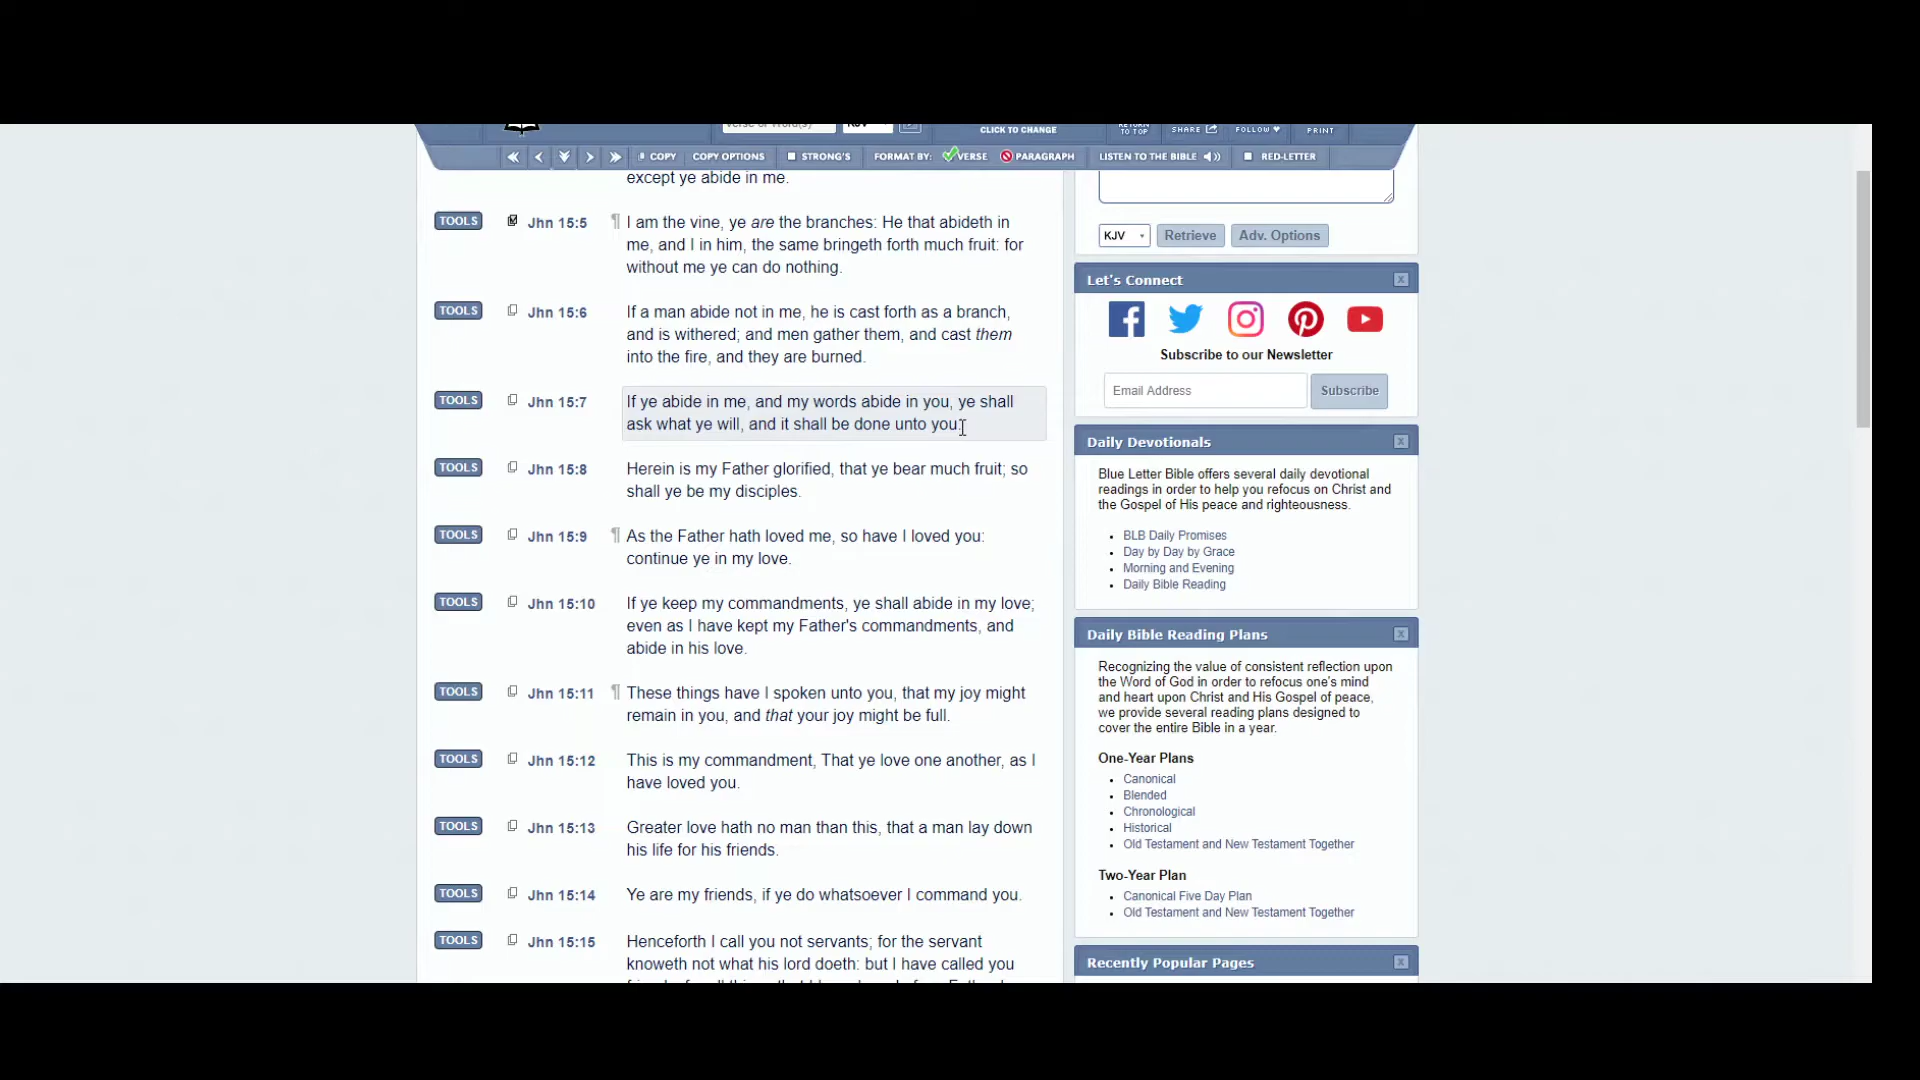 Verse or Word(s)
KJV
CLICK TO CHANGE
RETURN
TO TOP
SHARE
FOLLOW
PRINT
COPY
COPY OPTIONS
STRONG'S
FORMAT BY:
VERSE
PARAGRAPH
LISTEN TO THE BIBLE
RED-LETTER
except ye abide in me.
TOOLS
Jhn 15:5
¶ I am the vine, ye are the branches: He that abideth in
me, and I in him, the same bringeth forth much fruit: for
without me ye can do nothing.
TOOLS
Jhn 15:6
If a man abide not in me, he is cast forth as a branch,
and is withered; and men gather them, and cast them
into the fire, and they are burned.
TOOLS
Jhn 15:7
If ye abide in me, and my words abide in you, ye shall
ask what ye will, and it shall be done unto you.
TOOLS
Jhn 15:8
Herein is my Father glorified, that ye bear much fruit; so
shall ye be my disciples.
TOOLS
Jhn 15:9
¶ As the Father hath loved me, so have I loved you:
continue ye in my love.
TOOLS
Jhn 15:10
If ye keep my commandments, ye shall abide in my love;
even as I have kept my Father's commandments, and
abide in his love.
TOOLS
Jhn 15:11
¶ These things have I spoken unto you, that my joy might
remain in you, and that your joy might be full.
TOOLS
Jhn 15:12
This is my commandment, That ye love one another, as I
have loved you.
TOOLS
Jhn 15:13
Greater love hath no man than this, that a man lay down
his life for his friends.
TOOLS
Jhn 15:14
Ye are my friends, if ye do whatsoever I command you.
TOOLS
Jhn 15:15
Henceforth I call you not servants; for the servant
knoweth not what his lord doeth: but I have called you
KJV
Retrieve
Adv. Options
Let's Connect
Subscribe to our Newsletter
Email Address
Subscribe
Daily Devotionals
Blue Letter Bible offers several daily devotional
readings in order to help you refocus on Christ and
the Gospel of His peace and righteousness.
BLB Daily Promises
Day by Day by Grace
Morning and Evening
Daily Bible Reading
Daily Bible Reading Plans
Recognizing the value of consistent reflection upon
the Word of God in order to refocus one's mind
and heart upon Christ and His Gospel of peace,
we provide several reading plans designed to
cover the entire Bible in a year.
One-Year Plans
Canonical
Blended
Chronological
Historical
Old Testament and New Testament Together
Two-Year Plan
Canonical Five Day Plan
Old Testament and New Testament Together
Recently Popular Pages